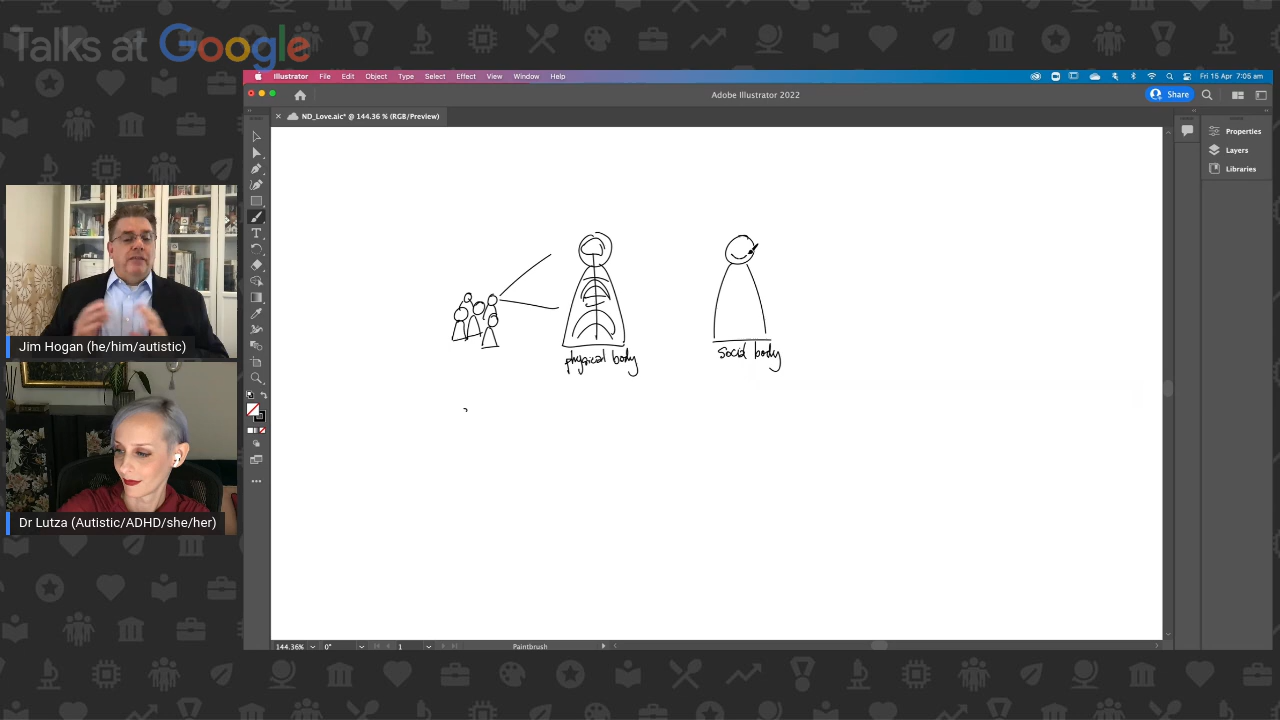 Talks at Google
Illustrator File Edit Object Type Select Effect View Window Help
Fri 15 Apr 7:05 am
Adobe Illustrator 2022
Share
ND_Love.aic* @ 144.36 % (RGB/Preview)
Properties
Layers
Libraries
physical body
social body
Jim Hogan (he/him/autistic)
Dr Lutza (Autistic/ADHD/she/her)
144.36%
0°
1
Paintbrush